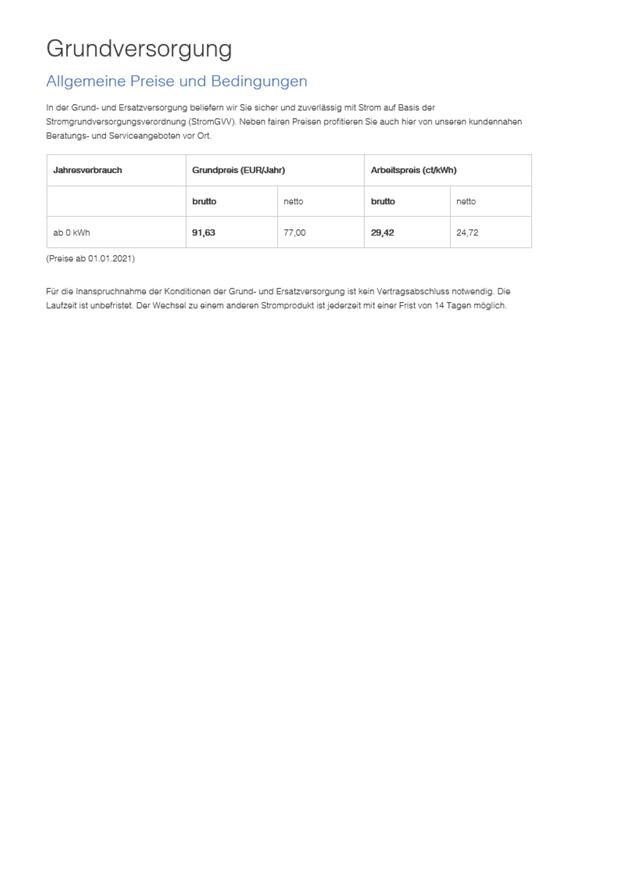 Grundversorgung
Allgemeine Preise und Bedingungen
In der Grund- und Ersatzversorgung beliefern wir Sie sicher und zuverlässig mit Strom auf Basis der
Stromgrundversorgungsverordnung (StromGVV). Neben fairen Preisen profitieren Sie auch hier von unseren kundennahen
Beratungs- und Serviceangeboten vor Ort.
Jahresverbrauch Grundpreis (EUR/Jahr) Arbeitspreis (ct/kWh)
brutto netto brutto netto
ab 0 kWh 91,63 77,00 29,42 24,72
(Preise ab 01.01.2021)
Für die Inanspruchnahme der Konditionen der Grund- und Ersatzversorgung ist kein Vertragsabschluss notwendig. Die
Laufzeit ist unbefristet. Der Wechsel zu einem anderen Stromprodukt ist jederzeit mit einer Frist von 14 Tagen möglich.